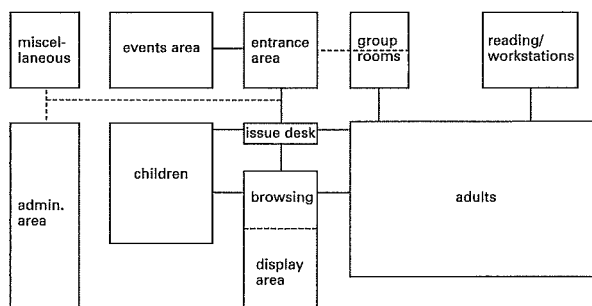 miscel-
laneous
events area
entrance
area
group
rooms
reading/
workstations
issue desk
children
browsing
adults
admin.
area
display
area